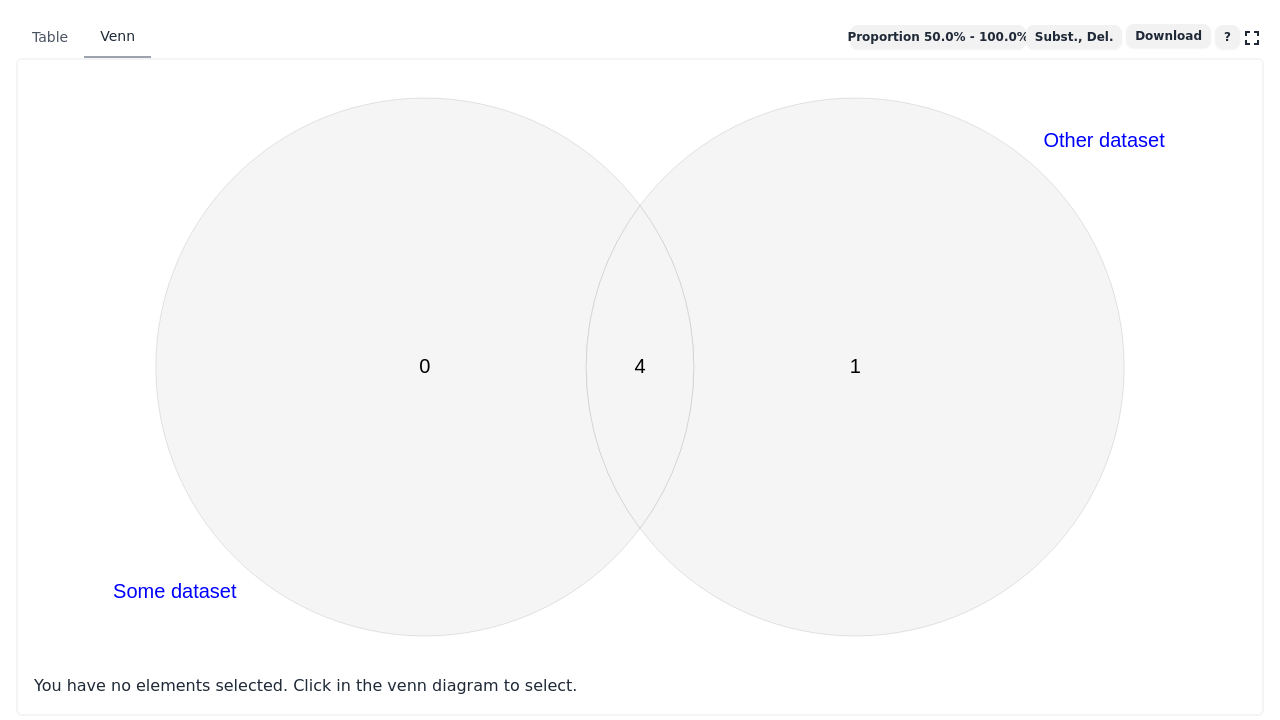 Table
Venn
Proportion 50.0% - 100.0%
Subst., Del.
Download
?
Other dataset
0
4
1
Some dataset
You have no elements selected. Click in the venn diagram to select.